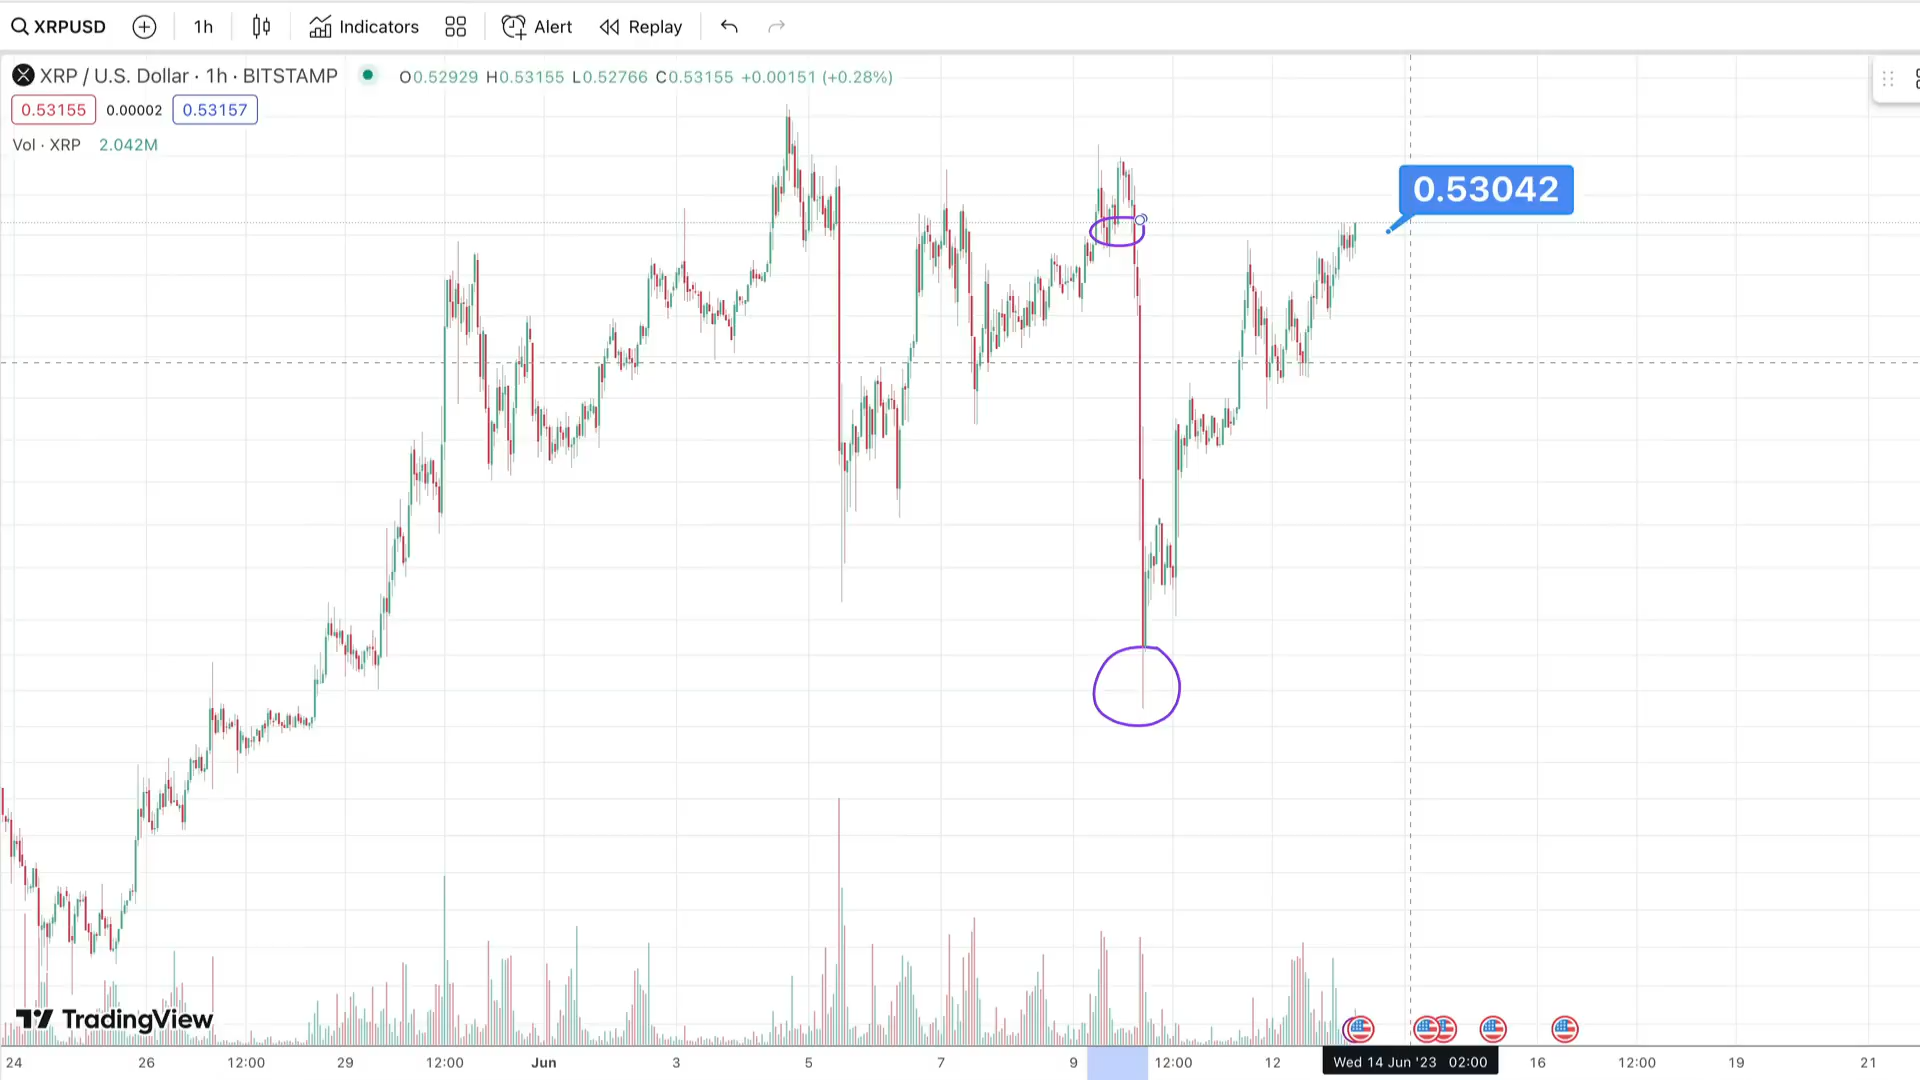 XRPUSD 1h Indicators Alert Replay
XRP / U.S. Dollar · 1h · BITSTAMP O0.52929 H0.53155 L0.52766 C0.53155 +0.00151 (+0.28%)
0.53155 0.00002 0.53157
Vol · XRP 2.042M
0.53042
TradingView
24 26 12:00 29 12:00 Jun 3 5 7 9 12:00 12 Wed 14 Jun '23 02:00 16 12:00 19 21